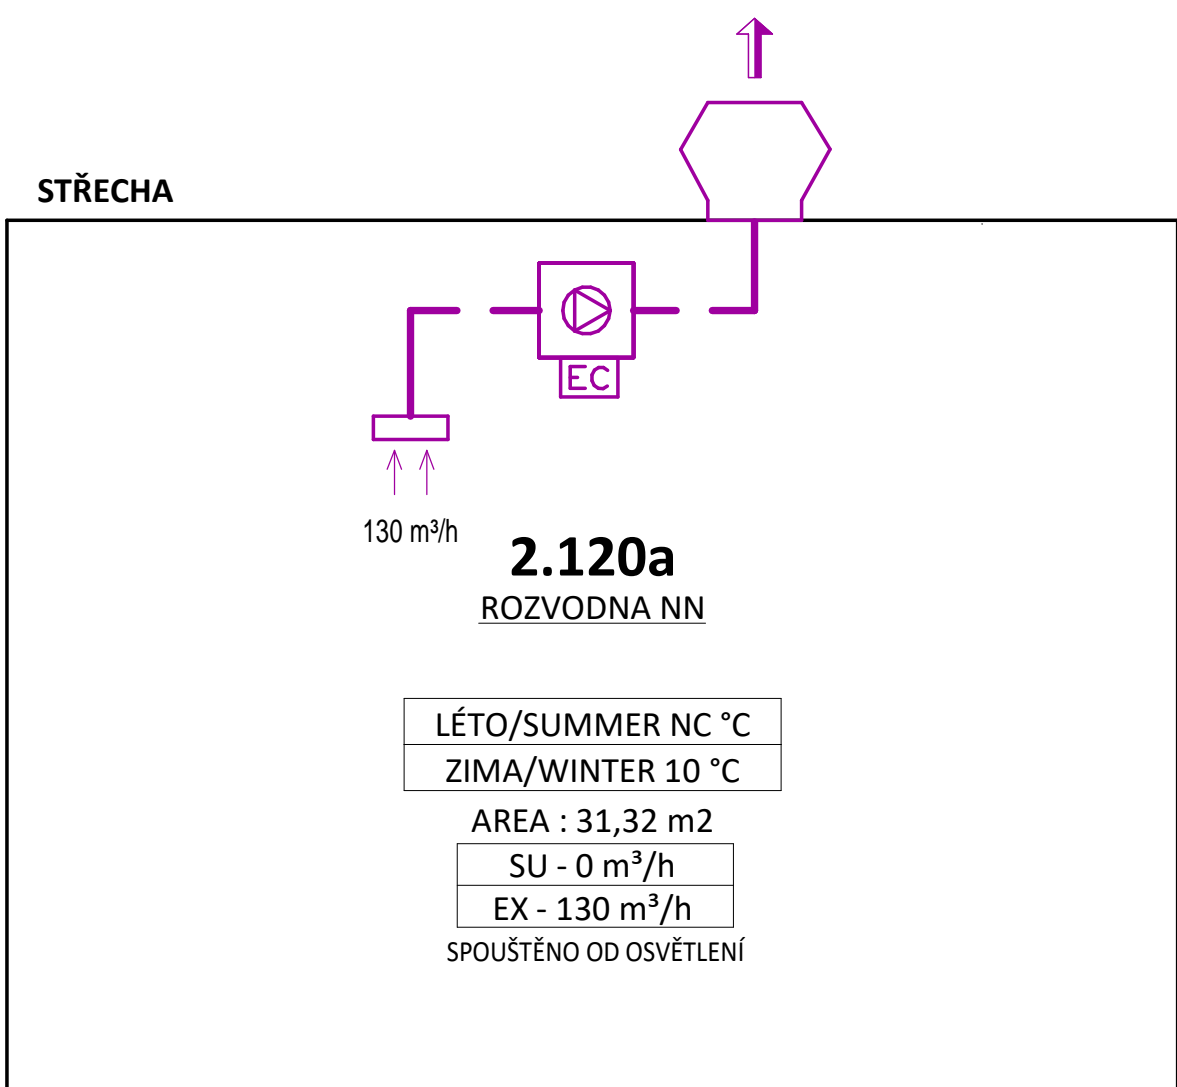 STŘECHA
EC
130 m³/h
2.120a
ROZVODNA NN
LÉTO/SUMMER NC °C
ZIMA/WINTER 10 °C
AREA : 31,32 m2
SU - 0 m³/h
EX - 130 m³/h
SPOUŠTĚNO OD OSVĚTLENÍ